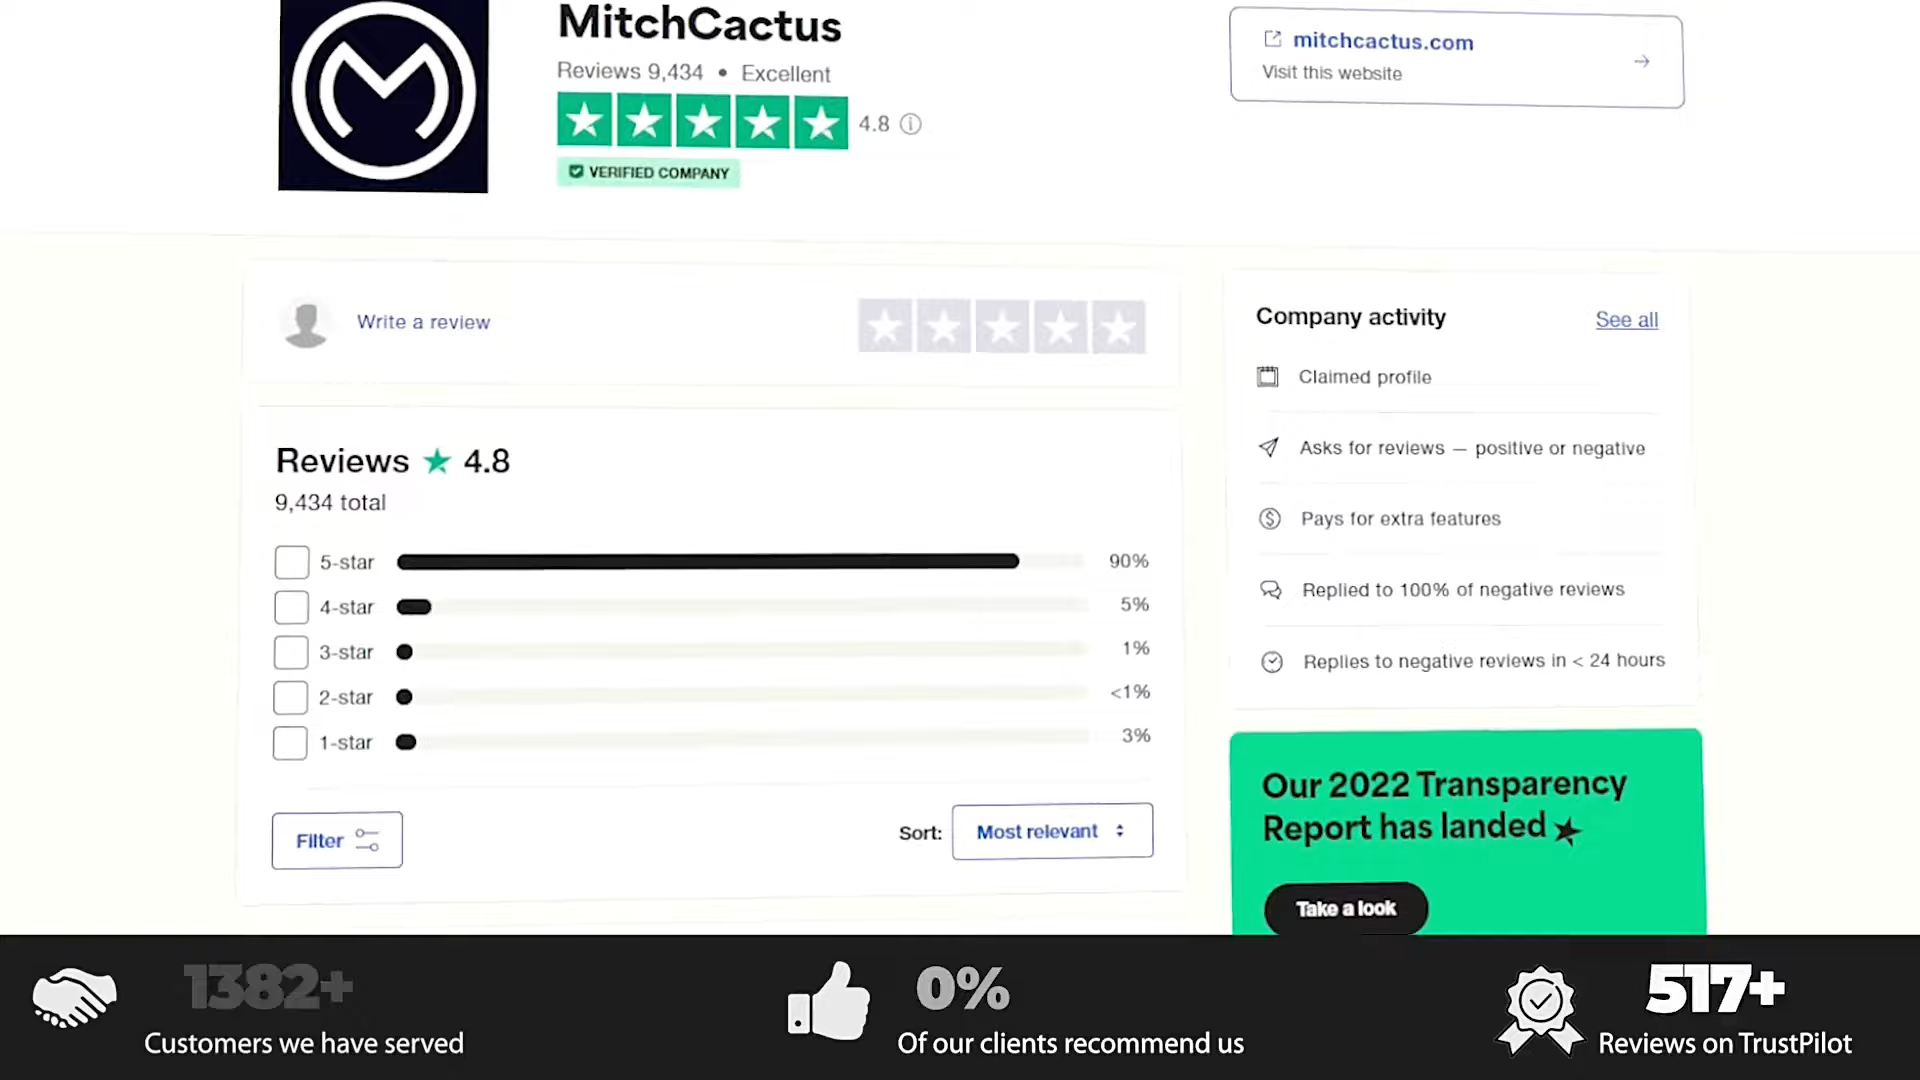 MitchCactus
Reviews 9,434 • Excellent
4.8
VERIFIED COMPANY
mitchcactus.com
Visit this website
Write a review
Reviews ★ 4.8
9,434 total
5-star 90%
4-star 5%
3-star 1%
2-star <1%
1-star 3%
Filter
Sort: Most relevant
Company activity See all
Claimed profile
Asks for reviews — positive or negative
Pays for extra features
Replied to 100% of negative reviews
Replies to negative reviews in < 24 hours
Our 2022 Transparency
Report has landed
Take a look
1382+
Customers we have served
0%
Of our clients recommend us
517+
Reviews on TrustPilot